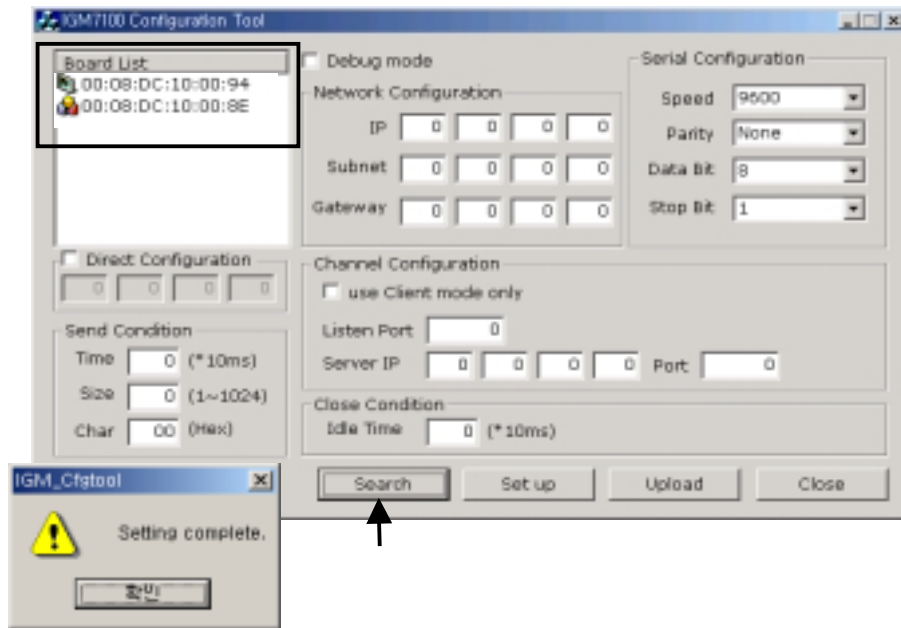 IGM7100 Configuration Tool
Board List
00:08:DC:10:00:94
00:08:DC:10:00:8E
Debug mode
Network Configuration
IP 0 0 0 0
Subnet 0 0 0 0
Gateway 0 0 0 0
Serial Configuration
Speed 9600
Parity None
Data Bit 8
Stop Bit 1
Direct Configuration
0 0 0 0
Send Condition
Time 0 (*10ms)
Size 0 (1~1024)
Char 00 (Hex)
Channel Configuration
use Client mode only
Listen Port 0
Server IP 0 0 0 0 Port 0
Close Condition
Idle Time 0 (*10ms)
Search Set up Upload Close
IGM_Cfgtool
Setting complete.
확인